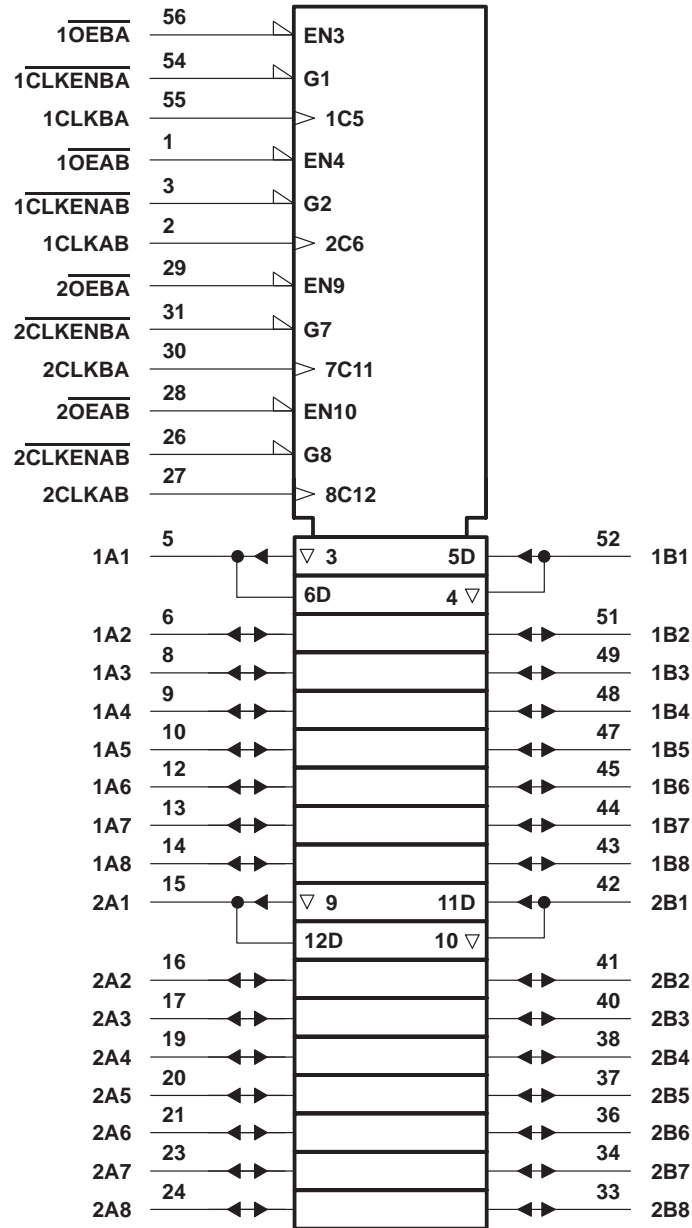 56
1OEBA EN3
54
1CLKENBA G1
55
1CLKBA 1C5
1
1OEAB EN4
3
1CLKENAB G2
2
1CLKAB 2C6
29
2OEBA EN9
31
2CLKENBA G7
30
2CLKBA 7C11
28
2OEAB EN10
26
2CLKENAB G8
27
2CLKAB 8C12
5 52
1A1 ▽ 3 5D 1B1
6D 4 ▽
6 51
1A2 1B2
8 49
1A3 1B3
9 48
1A4 1B4
10 47
1A5 1B5
12 45
1A6 1B6
13 44
1A7 1B7
14 43
1A8 1B8
15 42
2A1 ▽ 9 11D 2B1
12D 10 ▽
16 41
2A2 2B2
17 40
2A3 2B3
19 38
2A4 2B4
20 37
2A5 2B5
21 36
2A6 2B6
23 34
2A7 2B7
24 33
2A8 2B8